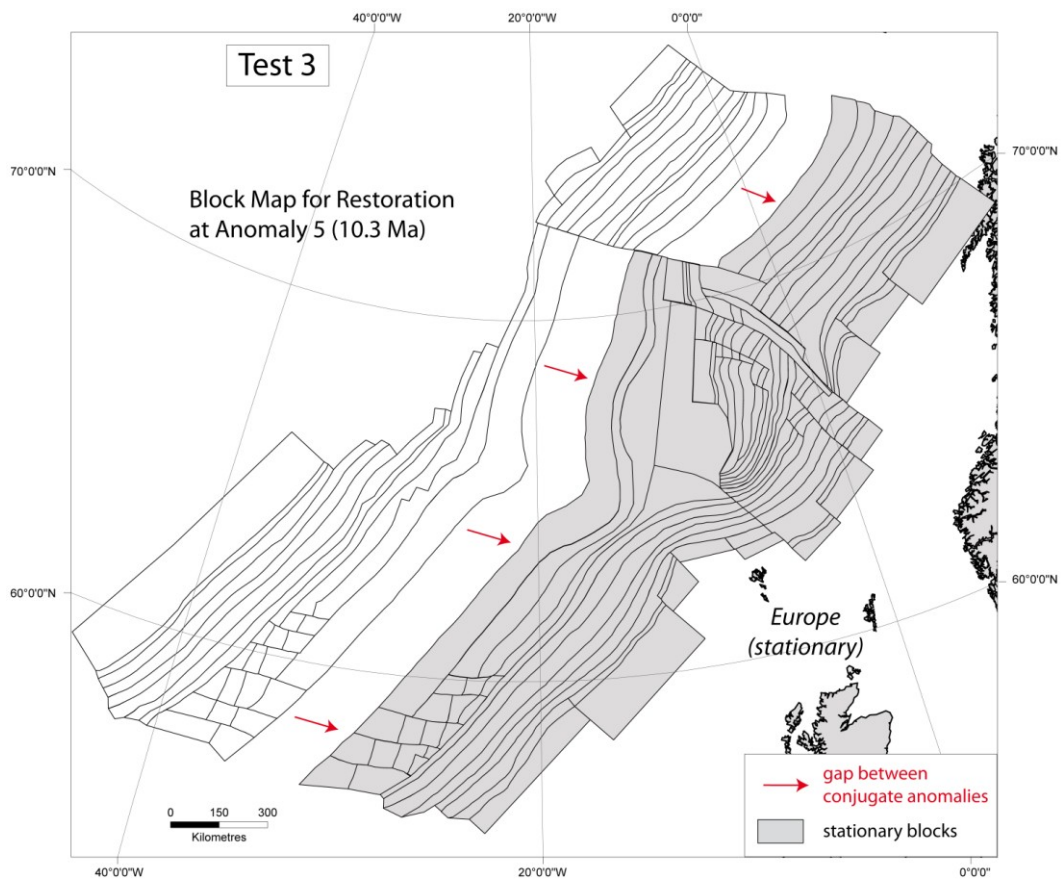 40°0'0"W
20°0'0"W
0°0'0"
Test 3
70°0'0"N
70°0'0"N
Block Map for Restoration
at Anomaly 5 (10.3 Ma)
60°0'0"N
60°0'0"N
Europe
(stationary)
gap between
conjugate anomalies
stationary blocks
0 150 300
Kilometres
40°0'0"W
20°0'0"W
0°0'0"